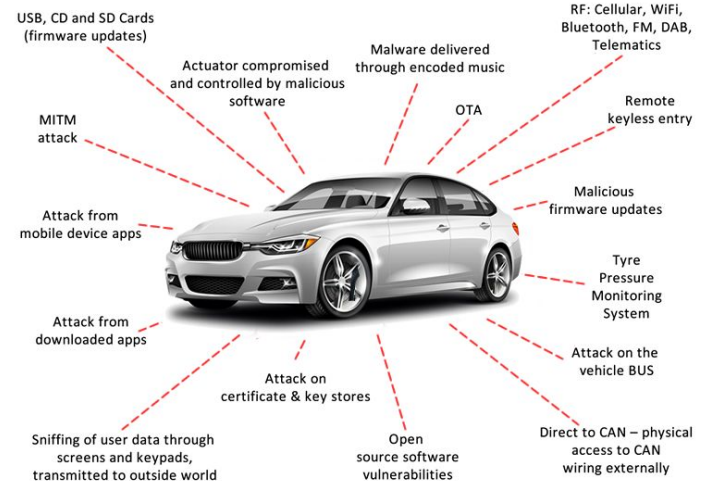 USB, CD and SD Cards
(firmware updates)
Actuator compromised
and controlled by malicious
software
Malware delivered
through encoded music
OTA
RF: Cellular, WiFi,
Bluetooth, FM, DAB,
Telematics
Remote
keyless entry
MITM
attack
Malicious
firmware updates
Attack from
mobile device apps
Tyre
Pressure
Monitoring
System
Attack from
downloaded apps
Attack on the
vehicle BUS
Attack on
certificate & key stores
Sniffing of user data through
screens and keypads,
transmitted to outside world
Open
source software
vulnerabilities
Direct to CAN – physical
access to CAN
wiring externally